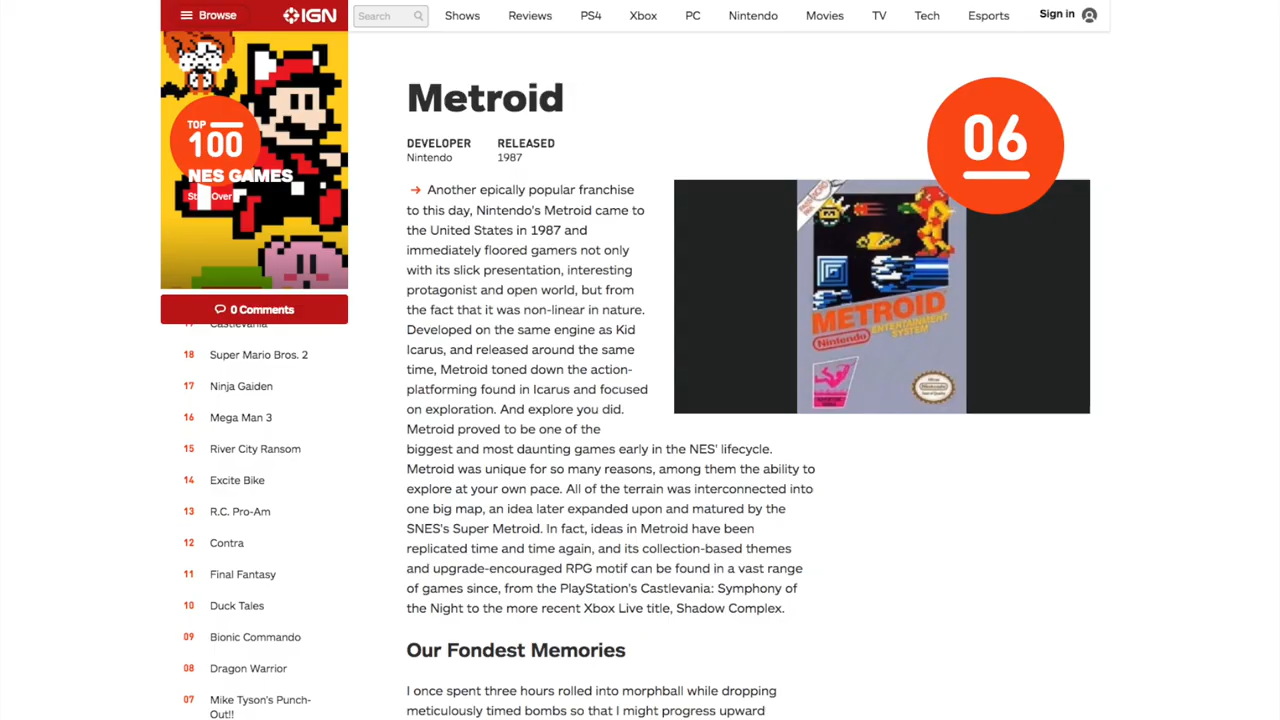 Browse
IGN
Search
Shows
Reviews
PS4
Xbox
PC
Nintendo
Movies
TV
Tech
Esports
Sign in
TOP
100
NES GAMES
Start Over
0 Comments
Castlevania
18 Super Mario Bros. 2
17 Ninja Gaiden
16 Mega Man 3
15 River City Ransom
14 Excite Bike
13 R.C. Pro-Am
12 Contra
11 Final Fantasy
10 Duck Tales
09 Bionic Commando
08 Dragon Warrior
07 Mike Tyson's Punch-
Out!!
Metroid
DEVELOPER
Nintendo
RELEASED
1987
06
→ Another epically popular franchise
to this day, Nintendo's Metroid came to
the United States in 1987 and
immediately floored gamers not only
with its slick presentation, interesting
protagonist and open world, but from
the fact that it was non-linear in nature.
Developed on the same engine as Kid
Icarus, and released around the same
time, Metroid toned down the action-
platforming found in Icarus and focused
on exploration. And explore you did.
Metroid proved to be one of the
biggest and most daunting games early in the NES' lifecycle.
Metroid was unique for so many reasons, among them the ability to
explore at your own pace. All of the terrain was interconnected into
one big map, an idea later expanded upon and matured by the
SNES's Super Metroid. In fact, ideas in Metroid have been
replicated time and time again, and its collection-based themes
and upgrade-encouraged RPG motif can be found in a vast range
of games since, from the PlayStation's Castlevania: Symphony of
the Night to the more recent Xbox Live title, Shadow Complex.
METROID
Nintendo
ENTERTAINMENT
SYSTEM
Our Fondest Memories
I once spent three hours rolled into morphball while dropping
meticulously timed bombs so that I might progress upward